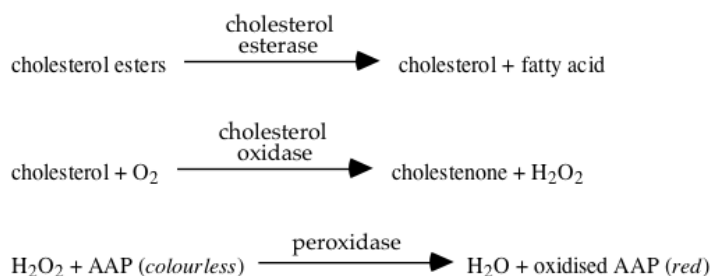 cholesterol
esterase
cholesterol esters
cholesterol + fatty acid
cholesterol
oxidase
cholesterol + O₂
cholestenone + H₂O₂
peroxidase
H₂O₂ + AAP (colourless)
H₂O + oxidised AAP (red)